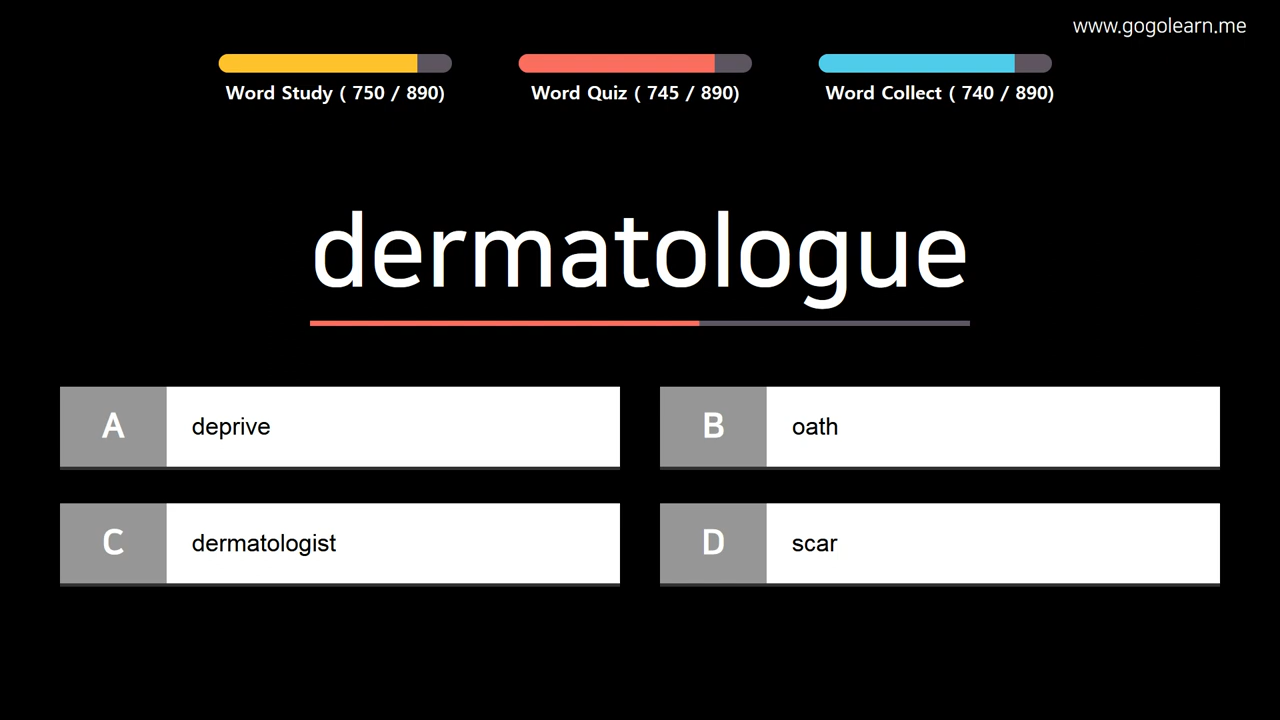 www.gogolearn.me
Word Study ( 750 / 890)
Word Quiz ( 745 / 890)
Word Collect ( 740 / 890)
dermatologue
A
deprive
B
oath
C
dermatologist
D
scar